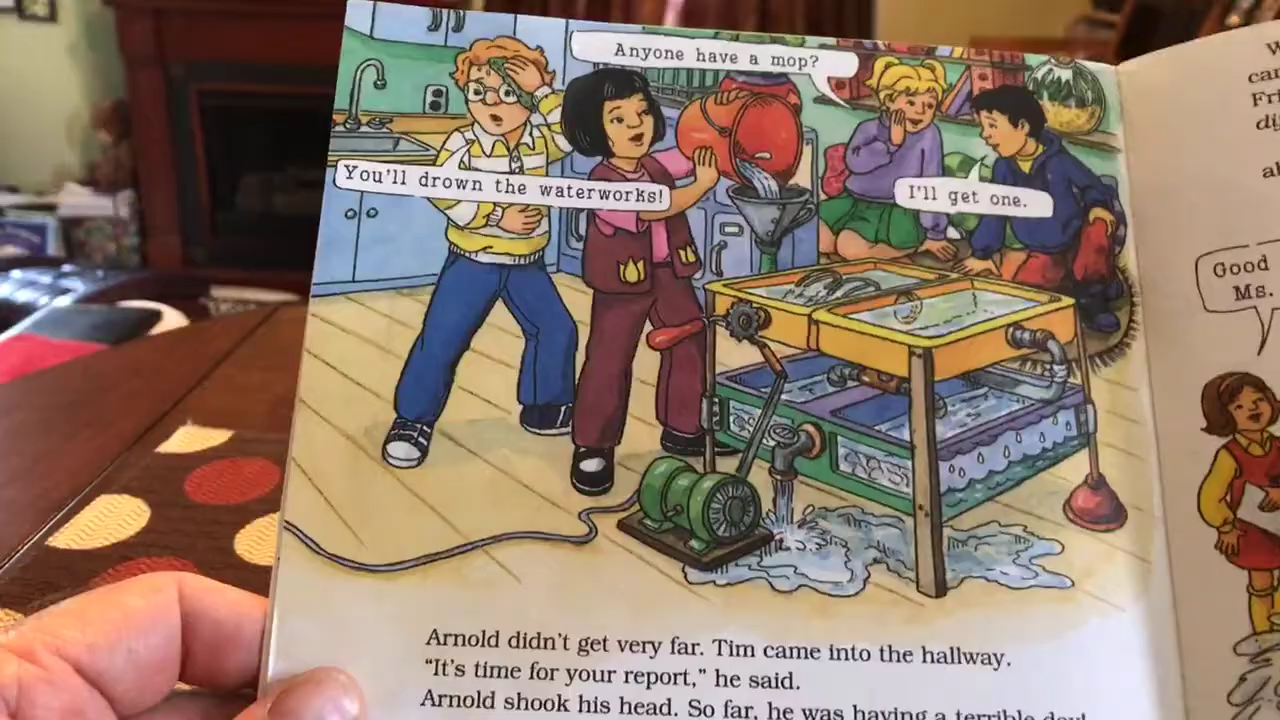 Anyone have a mop?
You'll drown the waterworks!
I'll get one.
Arnold didn't get very far. Tim came into the hallway.
“It's time for your report,” he said.
Arnold shook his head. So far, he was having a terrible day!
Good
Ms.